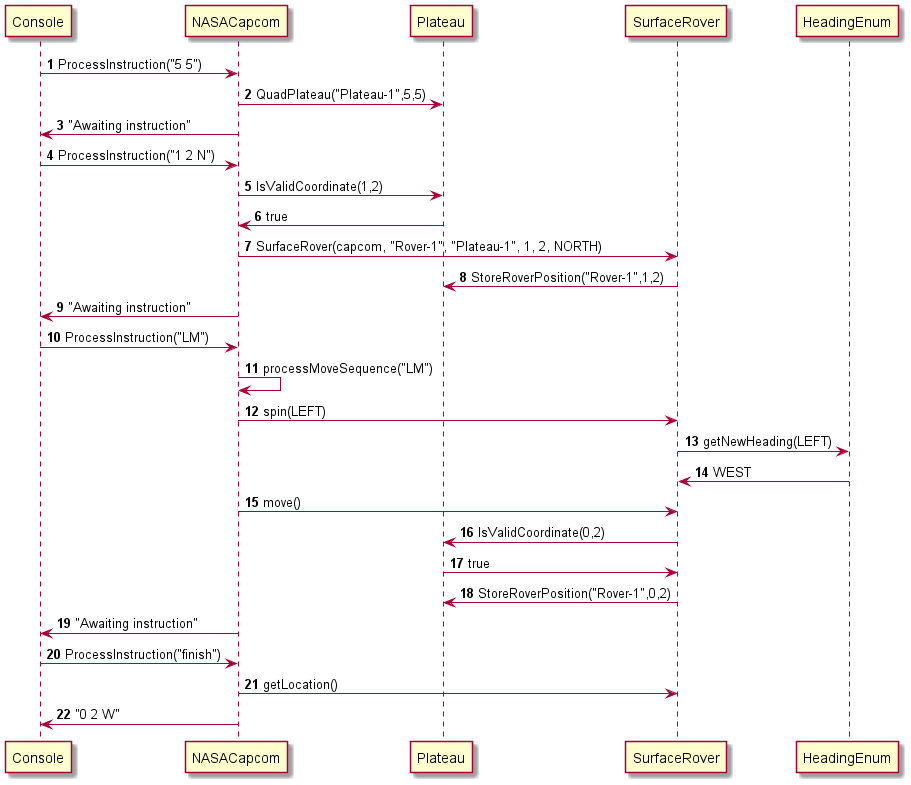 Console NASACapcom Plateau SurfaceRover HeadingEnum
1 ProcessInstruction("5 5")
2 QuadPlateau("Plateau-1",5,5)
3 "Awaiting instruction"
4 ProcessInstruction("1 2 N")
5 IsValidCoordinate(1,2)
6 true
7 SurfaceRover(capcom, "Rover-1", "Plateau-1", 1, 2, NORTH)
8 StoreRoverPosition("Rover-1",1,2)
9 "Awaiting instruction"
10 ProcessInstruction("LM")
11 processMoveSequence("LM")
12 spin(LEFT)
13 getNewHeading(LEFT)
14 WEST
15 move()
16 IsValidCoordinate(0,2)
17 true
18 StoreRoverPosition("Rover-1",0,2)
19 "Awaiting instruction"
20 ProcessInstruction("finish")
21 getLocation()
22 "0 2 W"
Console NASACapcom Plateau SurfaceRover HeadingEnum